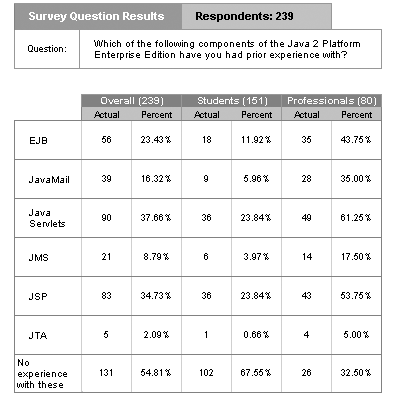 Survey Question Results Respondents: 239
Question: Which of the following components of the Java 2 Platform
Enterprise Edition have you had prior experience with?
Overall (239) Students (151) Professionals (80)
Actual Percent Actual Percent Actual Percent
EJB 56 23.43% 18 11.92% 35 43.75%
JavaMail 39 16.32% 9 5.96% 28 35.00%
Java
Servlets 90 37.66% 36 23.84% 49 61.25%
JMS 21 8.79% 6 3.97% 14 17.50%
JSP 83 34.73% 36 23.84% 43 53.75%
JTA 5 2.09% 1 0.66% 4 5.00%
No
experience 131 54.81% 102 67.55% 26 32.50%
with these